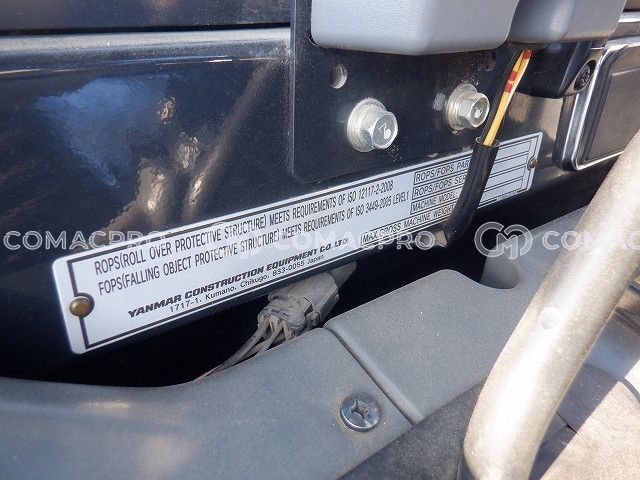 ROPS(ROLL OVER PROTECTIVE STRUCTURE) MEETS REQUIREMENTS OF ISO 12117-2-2008
FOPS(FALLING OBJECT PROTECTIVE STRUCTURE) MEETS REQUIREMENTS OF ISO 3449-2005 LEVEL I
YANMAR CONSTRUCTION EQUIPMENT CO.,LTD.
1717-1, Kumano, Chikugo, 833-0055 Japan
ROPS/FOPS PAR
ROPS/FOPS SE
MACHINE MODEL
MAX GROSS MACHINE WEIG
COMACPRO COMACPRO COMACPRO